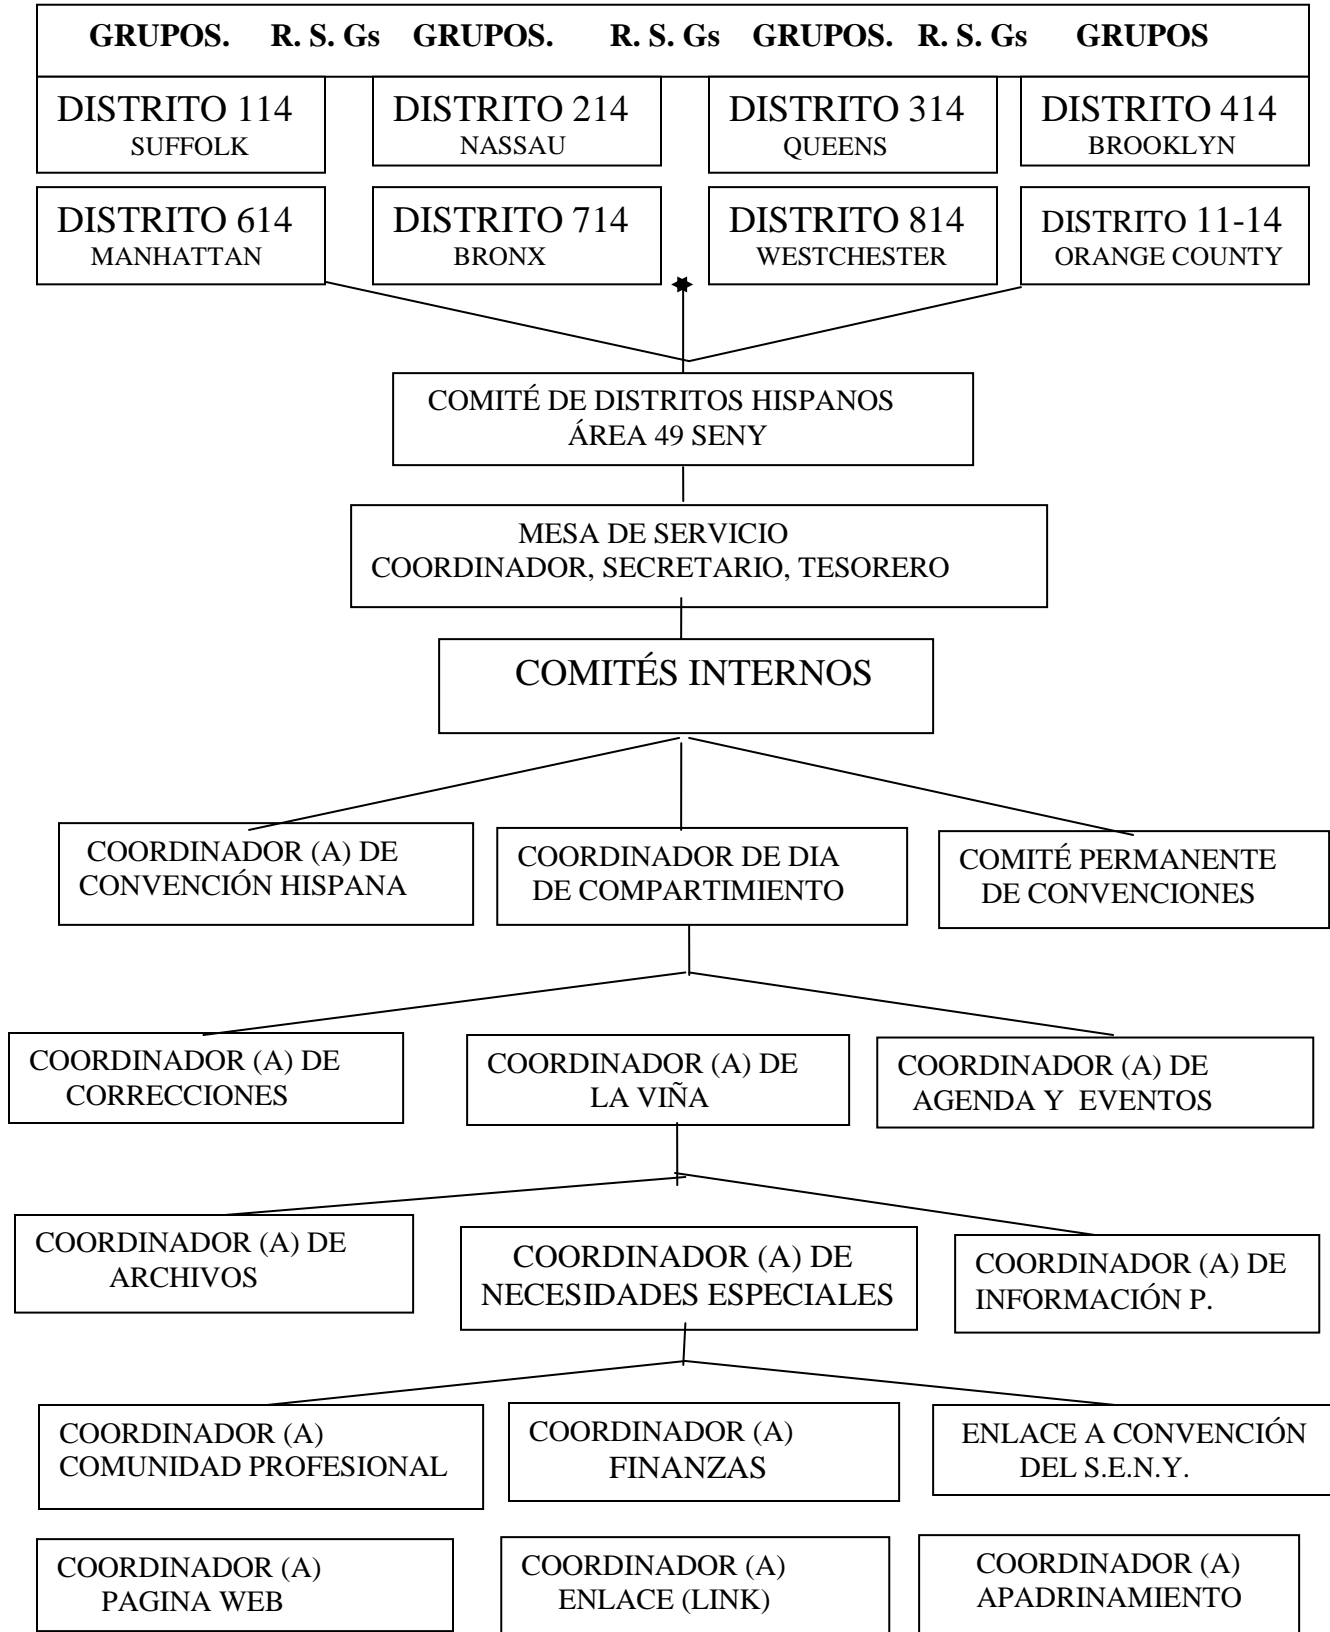 GRUPOS. R. S. Gs GRUPOS. R. S. Gs GRUPOS. R. S. Gs GRUPOS
DISTRITO 114
SUFFOLK
DISTRITO 214
NASSAU
DISTRITO 314
QUEENS
DISTRITO 414
BROOKLYN
DISTRITO 614
MANHATTAN
DISTRITO 714
BRONX
DISTRITO 814
WESTCHESTER
DISTRITO 11-14
ORANGE COUNTY
COMITÉ DE DISTRITOS HISPANOS
ÁREA 49 SENY
MESA DE SERVICIO
COORDINADOR, SECRETARIO, TESORERO
COMITÉS INTERNOS
COORDINADOR (A) DE
CONVENCIÓN HISPANA
COORDINADOR DE DIA
DE COMPARTIMIENTO
COMITÉ PERMANENTE
DE CONVENCIONES
COORDINADOR (A) DE
CORRECCIONES
COORDINADOR (A) DE
LA VIÑA
COORDINADOR (A) DE
AGENDA Y EVENTOS
COORDINADOR (A) DE
ARCHIVOS
COORDINADOR (A) DE
NECESIDADES ESPECIALES
COORDINADOR (A) DE
INFORMACIÓN P.
COORDINADOR (A)
COMUNIDAD PROFESIONAL
COORDINADOR (A)
FINANZAS
ENLACE A CONVENCIÓN
DEL S.E.N.Y.
COORDINADOR (A)
PAGINA WEB
COORDINADOR (A)
ENLACE (LINK)
COORDINADOR (A)
APADRINAMIENTO